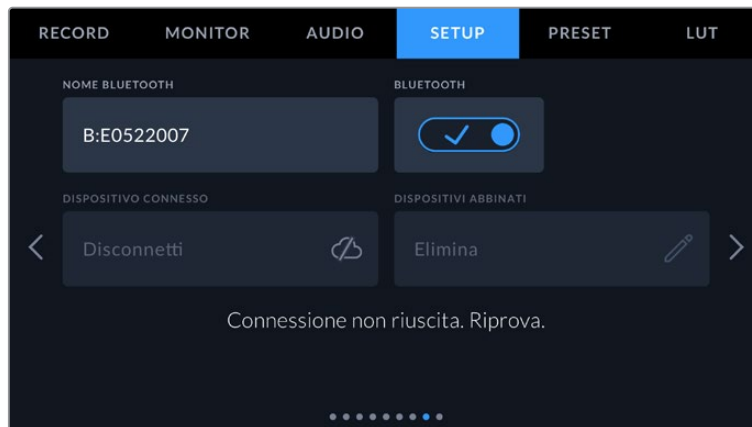 RECORD MONITOR AUDIO SETUP PRESET LUT
NOME BLUETOOTH
B:E0522007
BLUETOOTH
DISPOSITIVO CONNESSO
Disconnetti
DISPOSITIVI ABBINATI
Elimina
Connessione non riuscita. Riprova.